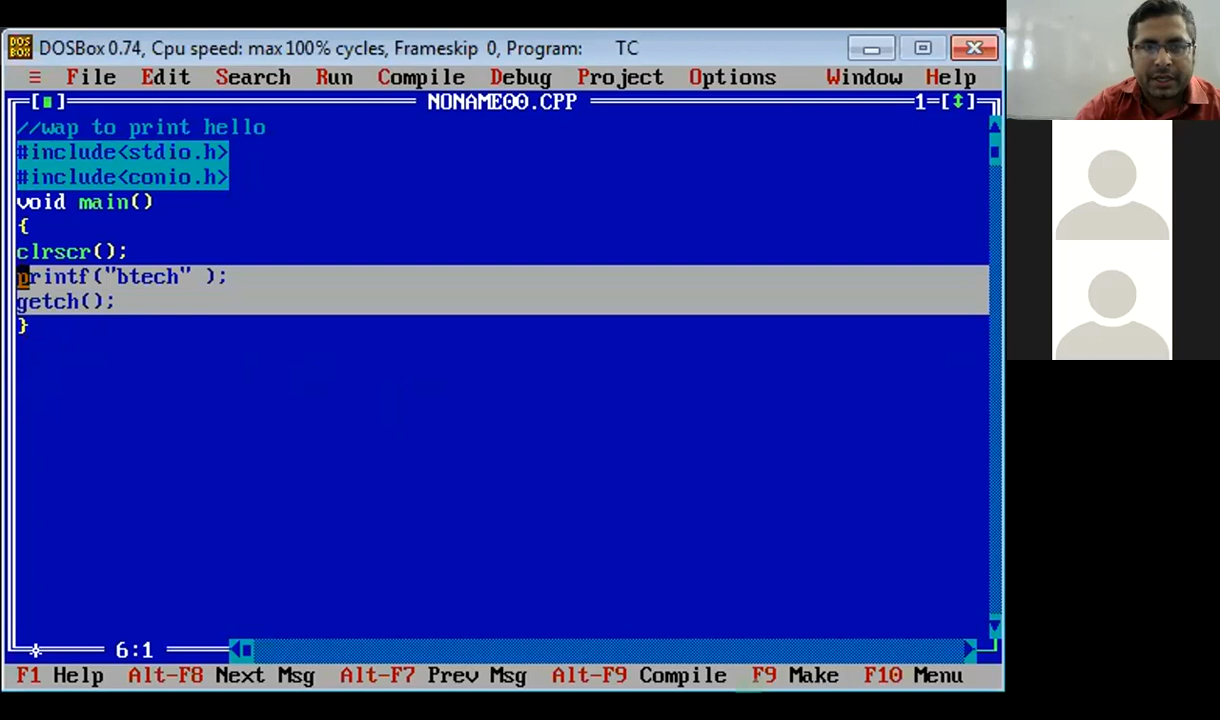 DOSBox 0.74, Cpu speed: max 100% cycles, Frameskip 0, Program: TC
≡ File Edit Search Run Compile Debug Project Options Window Help
[■] NONAME00.CPP 1=[↕]
//wap to print hello
#include<stdio.h>
#include<conio.h>
void main()
{
clrscr();
printf("btech" );
getch();
}
6:1
F1 Help Alt-F8 Next Msg Alt-F7 Prev Msg Alt-F9 Compile F9 Make F10 Menu